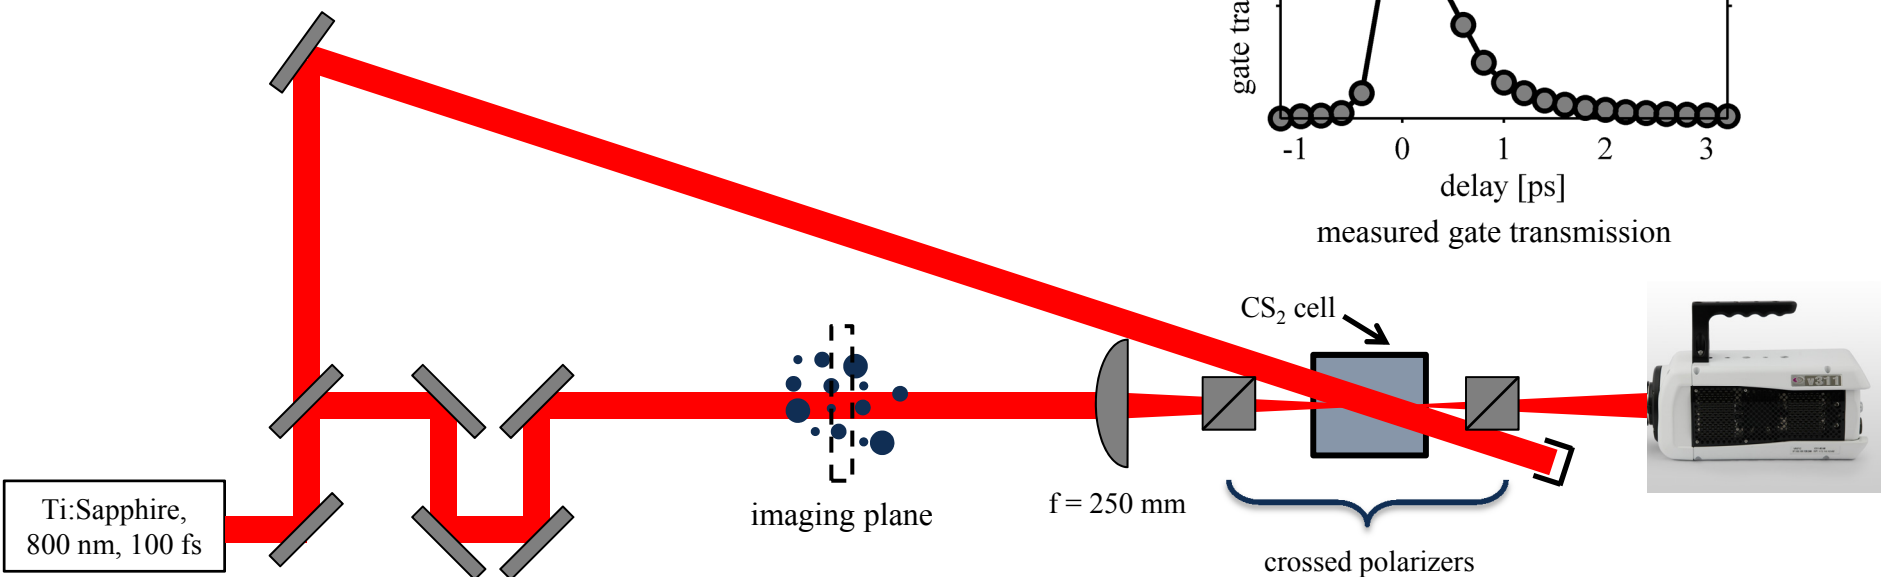 gate tra
-1 0 1 2 3
delay [ps]
measured gate transmission
CS2 cell
v311
Ti:Sapphire,
800 nm, 100 fs
imaging plane
f = 250 mm
crossed polarizers